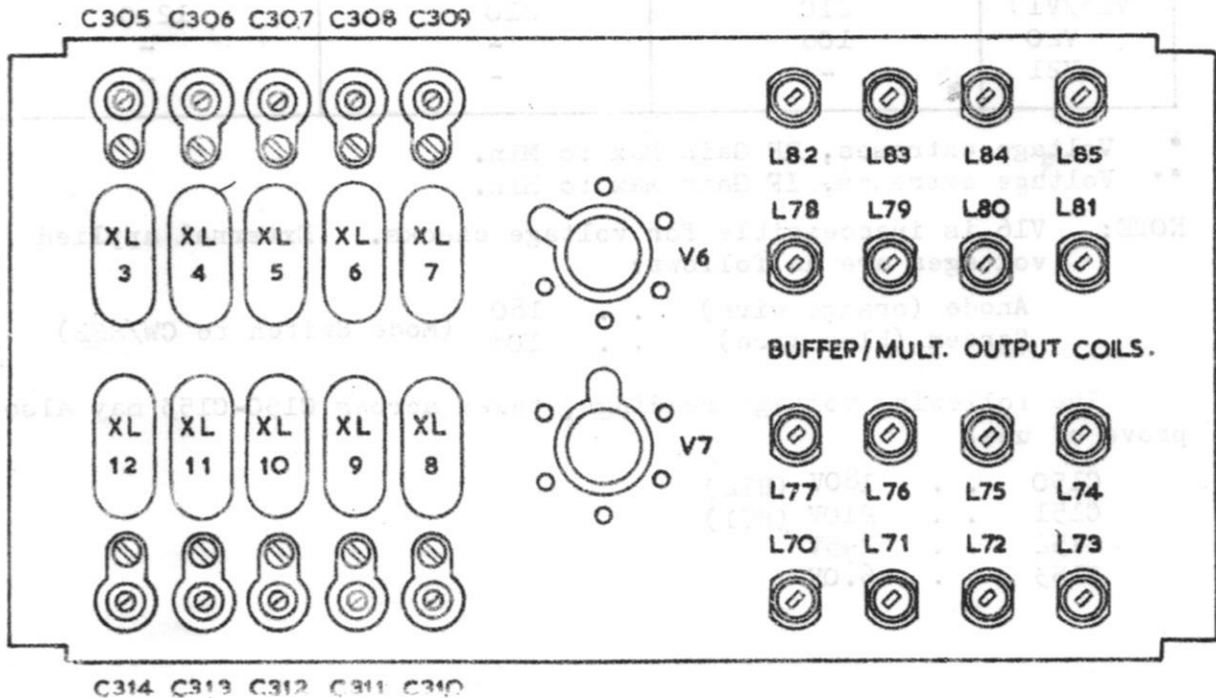 C305 C306 C307 C308 C309
L82. L83. L84. L85
L78 L79 L80 L81
XL 3 XL 4 XL 5 XL 6 XL 7
V6
BUFFER/MULT. OUTPUT COILS.
XL 12 XL 11 XL 10 XL 9 XL 8
V7
L77 L76 L75 L74
L70 L71 L72 L73
C314 C313 C312 C311 C310